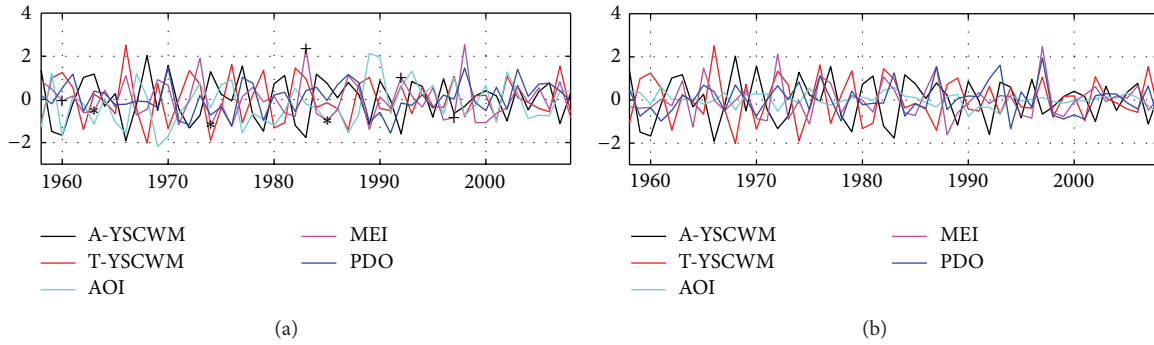 4
2
0
−2
1960 1970 1980 1990 2000
A-YSCWM
T-YSCWM
AOI
MEI
PDO
(a)
4
2
0
−2
1960 1970 1980 1990 2000
A-YSCWM
T-YSCWM
AOI
MEI
PDO
(b)